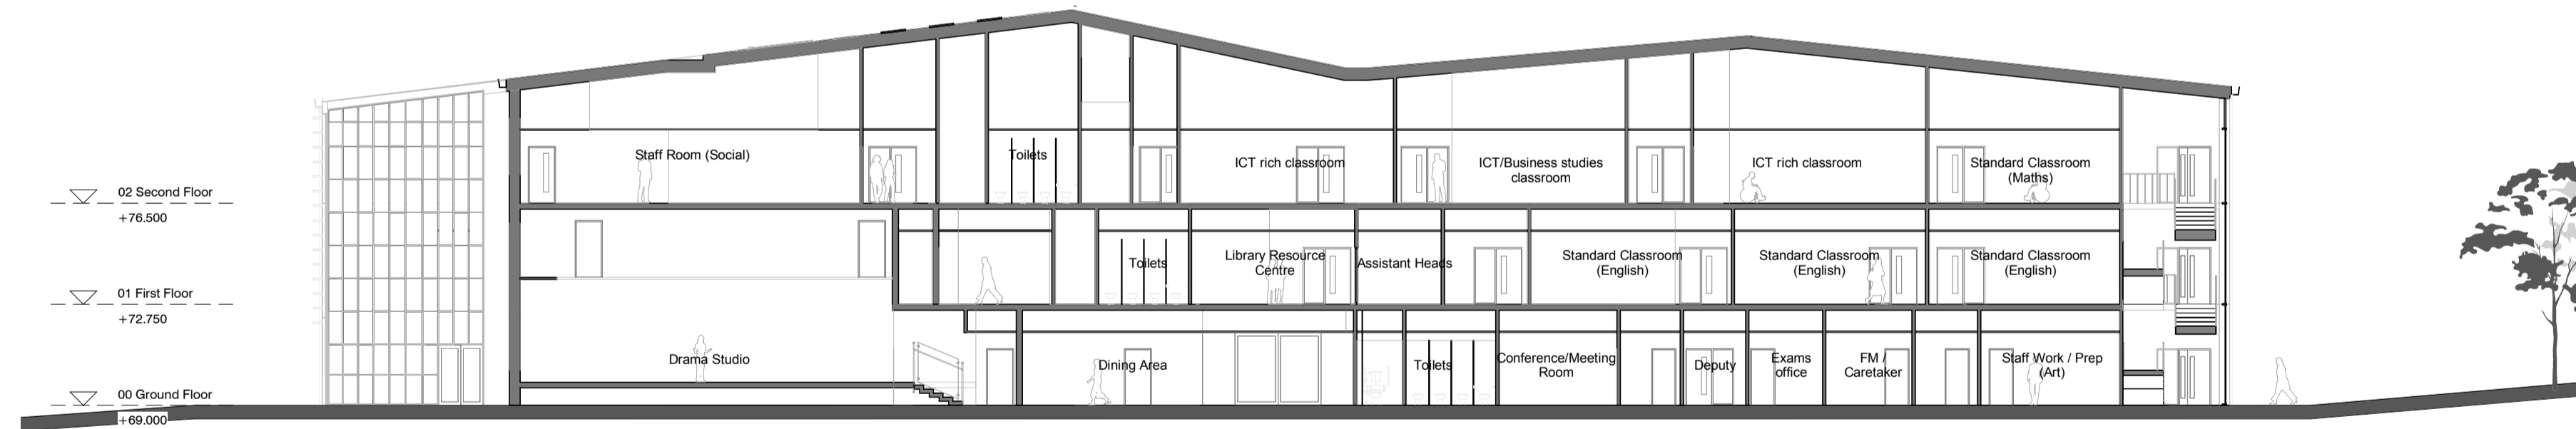 02 Second Floor
+76.500
Staff Room (Social)
Toilets
ICT rich classroom
ICT/Business studies
classroom
ICT rich classroom
Standard Classroom
(Maths)
01 First Floor
+72.750
Toilets
Library Resource
Centre
Assistant Heads
Standard Classroom
(English)
Standard Classroom
(English)
Standard Classroom
(English)
00 Ground Floor
+69.000
Drama Studio
Dining Area
Toilets
Conference/Meeting
Room
Deputy
Exams
office
FM /
Caretaker
Staff Work / Prep
(Art)